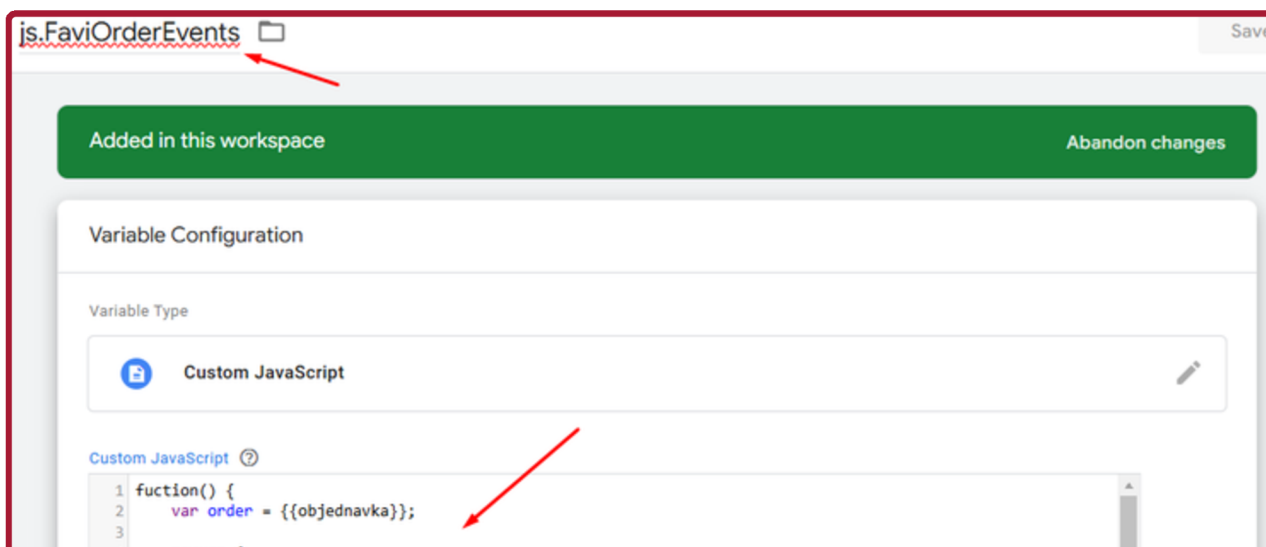 js.FaviOrderEvents
Save
Added in this workspace Abandon changes
Variable Configuration
Variable Type
Custom JavaScript
Custom JavaScript
1 fuction() {
2 var order = {{objednavka}};
3